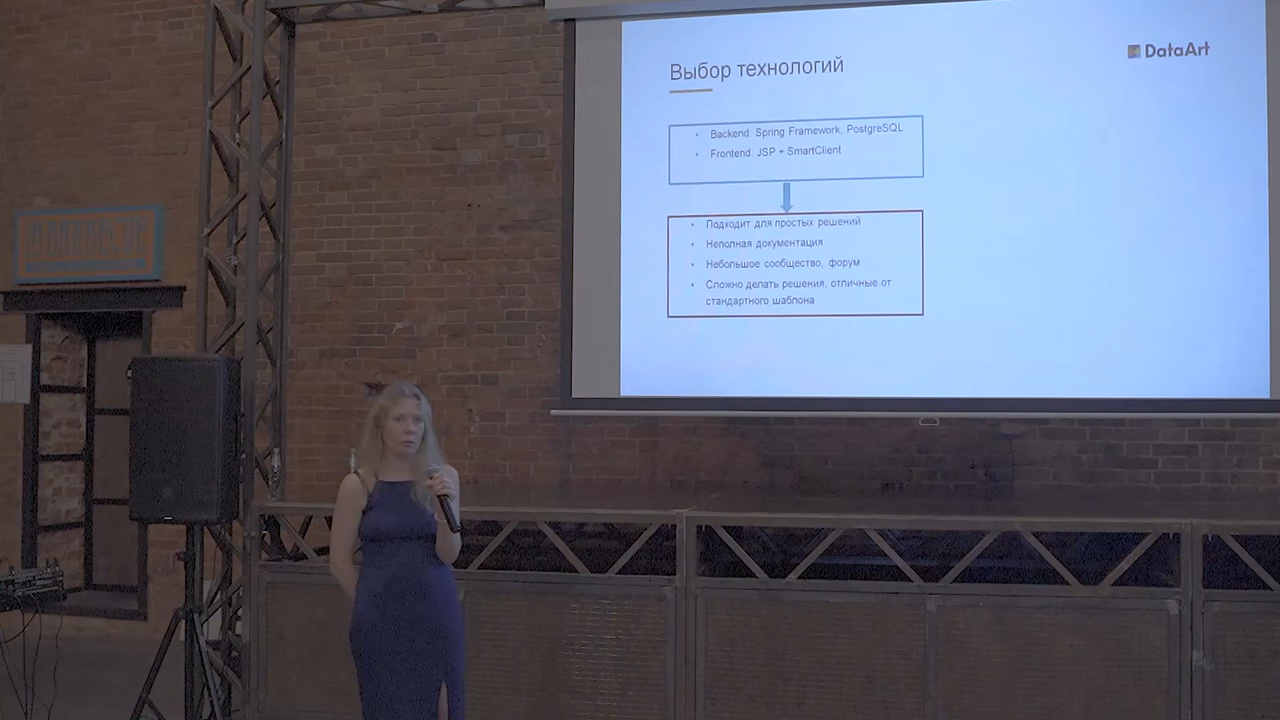 Выбор технологий
DataArt
Backend: Spring Framework, PostgreSQL
Frontend: JSP + SmartClient
Подходит для простых решений
Неполная документация
Небольшое сообщество, форум
Сложно делать решения, отличные от
стандартного шаблона